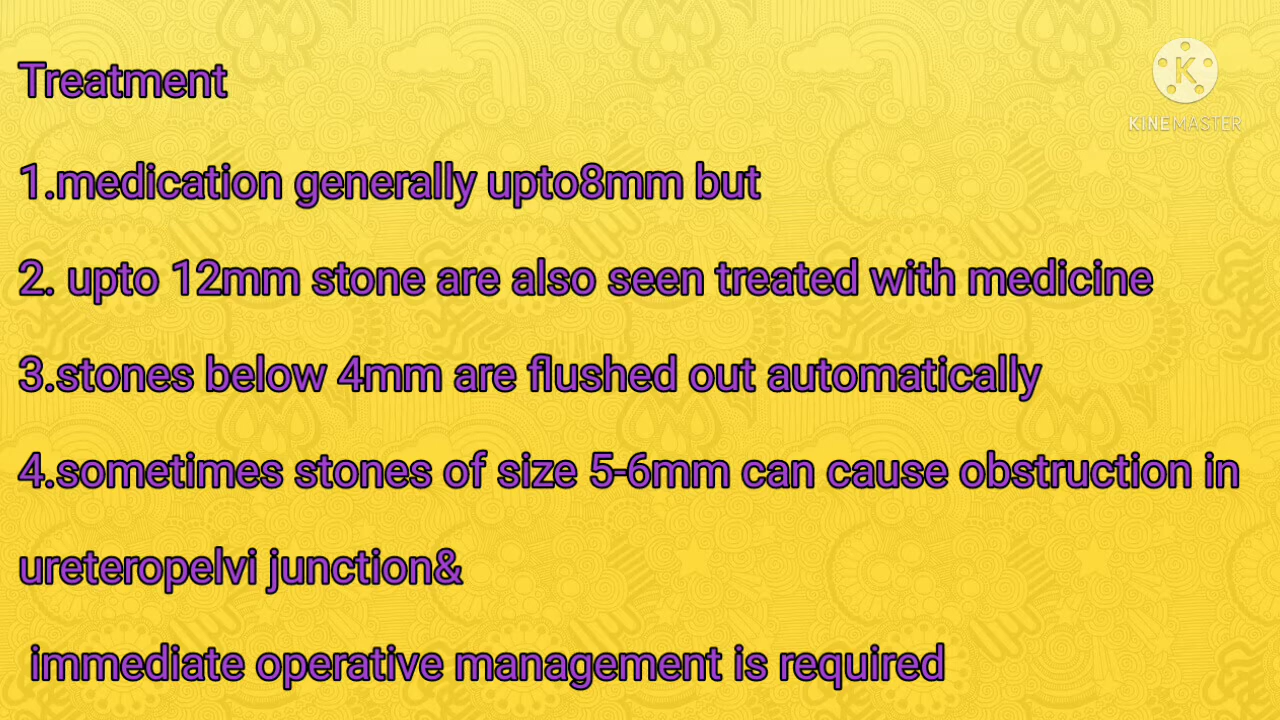 Treatment
K
KINEMASTER
1.medication generally upto8mm but
2. upto 12mm stone are also seen treated with medicine
3.stones below 4mm are flushed out automatically
4.sometimes stones of size 5-6mm can cause obstruction in
ureteropelvi junction&
immediate operative management is required